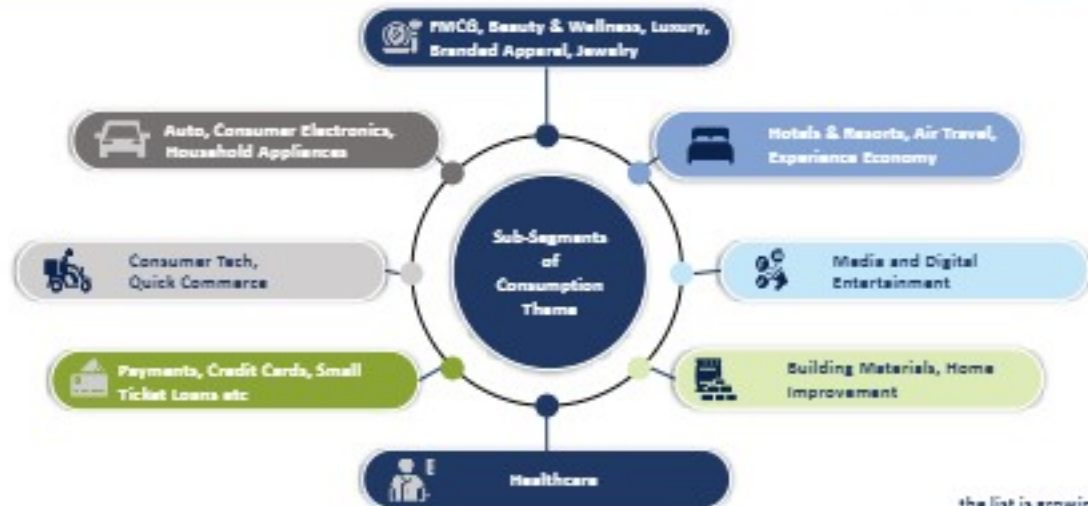 FMCG, Beauty & Wellness, Luxury,
Branded Apparel, Jewelry
Auto, Consumer Electronics,
Household Appliances
Hotels & Resorts, Air Travel,
Experience Economy
Sub-Segments
of
Consumption
Theme
Consumer Tech,
Quick Commerce
Media and Digital
Entertainment
Payments, Credit Cards, Small
Ticket Loans etc
Building Materials, Home
Improvement
Healthcare
the list is